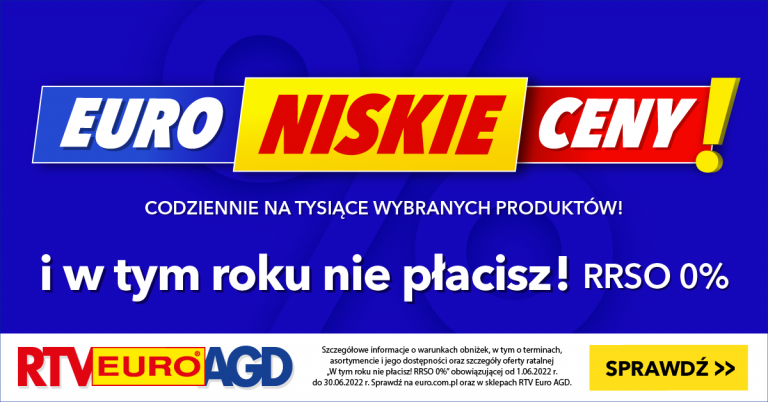 EURO NISKIE CENY!
CODZIENNIE NA TYSIĄCE WYBRANYCH PRODUKTÓW!
i w tym roku nie płacisz! RRSO 0%
RTV EURO® AGD
Szczegółowe informacje o warunkach obniżek, w tym o terminach,
asortymencie i jego dostępności oraz szczegóły oferty ratalnej
„W tym roku nie płacisz! RRSO 0%" obowiązującej od 1.06.2022 r.
do 30.06.2022 r. Sprawdź na euro.com.pl oraz w sklepach RTV Euro AGD.
SPRAWDŹ >>